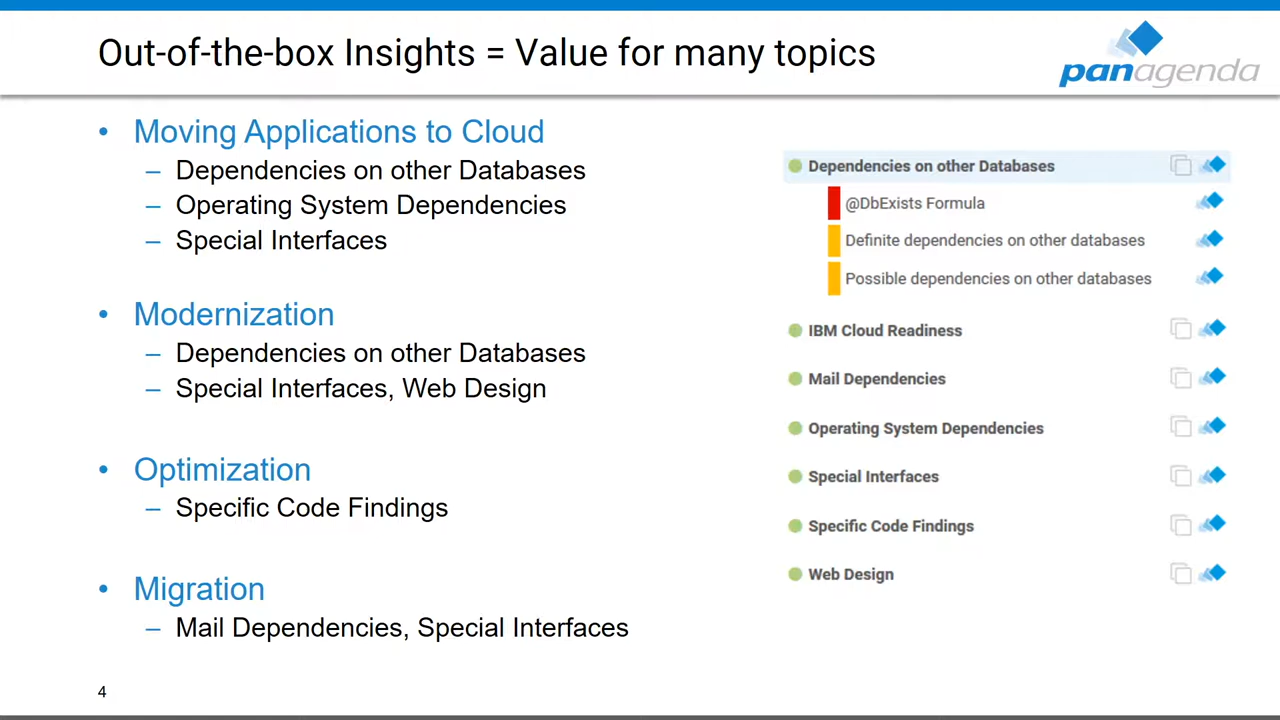 Out-of-the-box Insights = Value for many topics
panagenda
• Moving Applications to Cloud
– Dependencies on other Databases
– Operating System Dependencies
– Special Interfaces
• Modernization
– Dependencies on other Databases
– Special Interfaces, Web Design
• Optimization
– Specific Code Findings
• Migration
– Mail Dependencies, Special Interfaces
Dependencies on other Databases
@DbExists Formula
Definite dependencies on other databases
Possible dependencies on other databases
IBM Cloud Readiness
Mail Dependencies
Operating System Dependencies
Special Interfaces
Specific Code Findings
Web Design
4